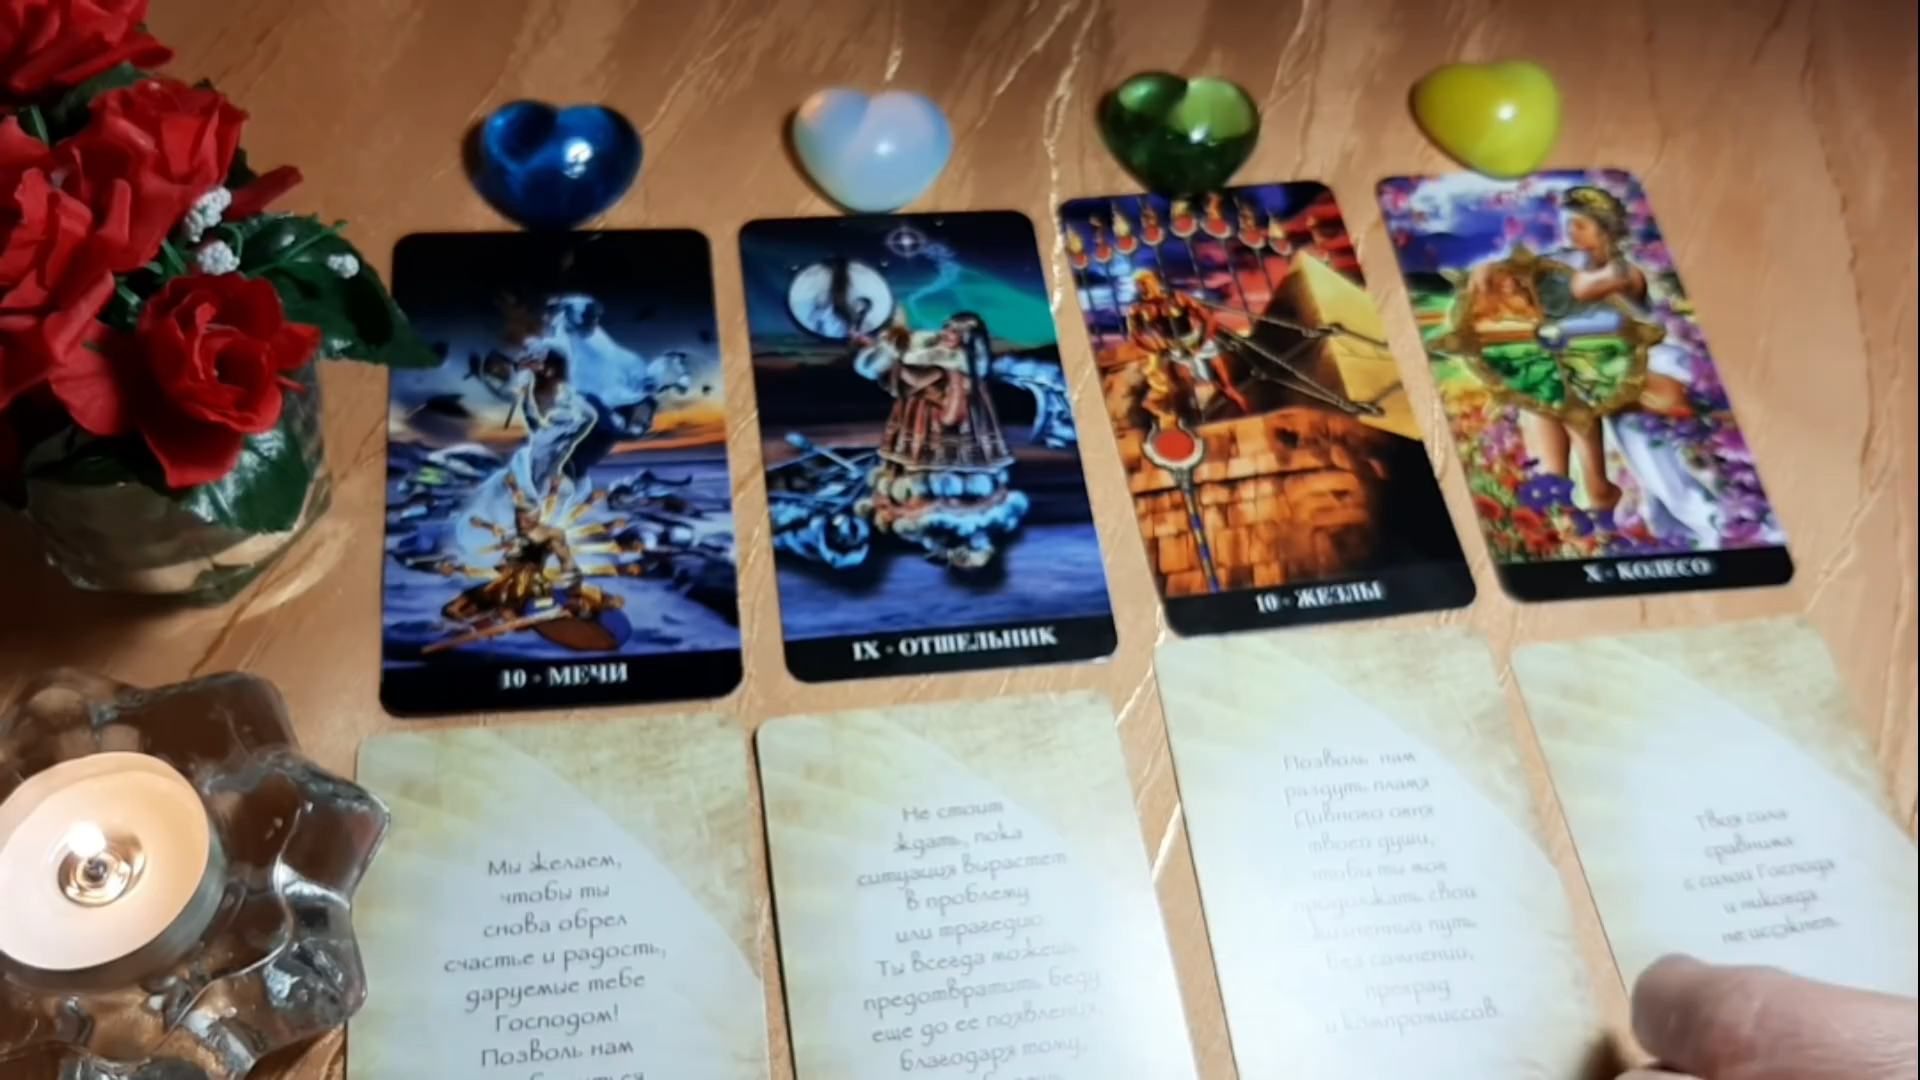 10 · МЕЧИ
IX · ОТШЕЛЬНИК
10 · ЖЕЗЛЫ
X · КОЛЕСО
Мы желаем,
чтобы ты
снова обрел
счастье и радость,
даруемые тебе
Господом!
Позволь нам
Не стоит
ждать, пока
ситуация вырастет
в проблему
или трагедию.
Ты всегда можешь
предотвратить беду
еще до ее появления,
благодаря тому,
Позволь нам
раздуть пламя
Дивного огня
твоей души,
чтобы ты мог
продолжать свой
жизненный путь
без сомнений,
преград
и компромиссов.
Твоя сила
сравнима
с силой Господа
и никогда
не иссякнет.